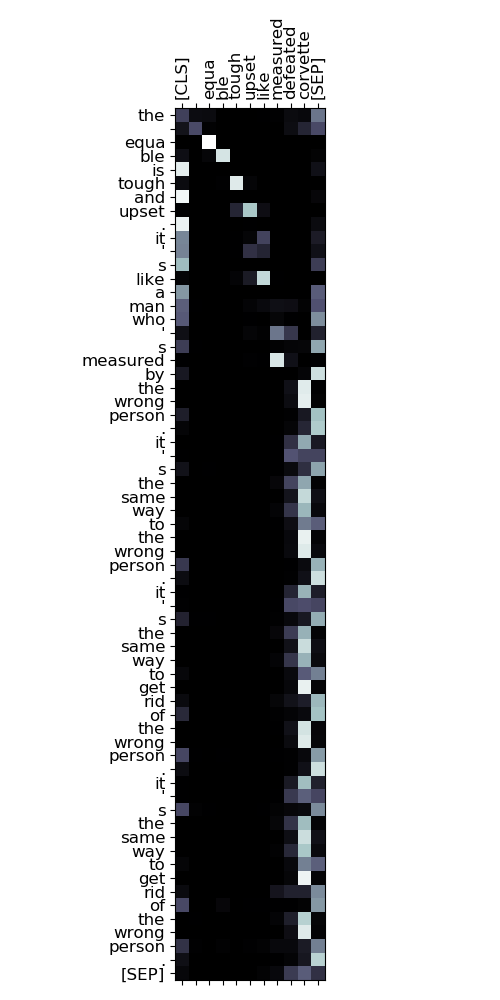 [CLS]
equa
ble
tough
upset
like
measured
defeated
corvette
[SEP]
the
equa
ble
is
tough
and
upset
.
it
'
s
like
a
man
who
'
s
measured
by
the
wrong
person
.
it
'
s
the
same
way
to
the
wrong
person
.
it
'
s
the
same
way
to
get
rid
of
the
wrong
person
.
it
'
s
the
same
way
to
get
rid
of
the
wrong
person
.
[SEP]